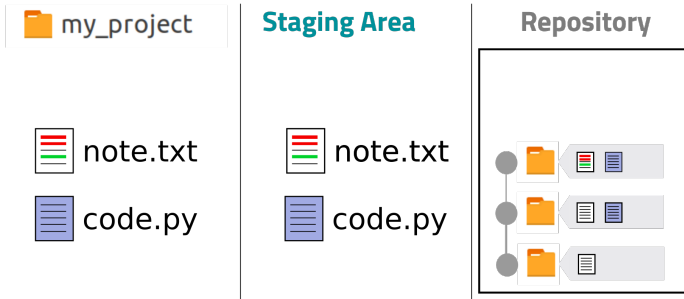 my_project
Staging Area
Repository
note.txt
note.txt
code.py
code.py